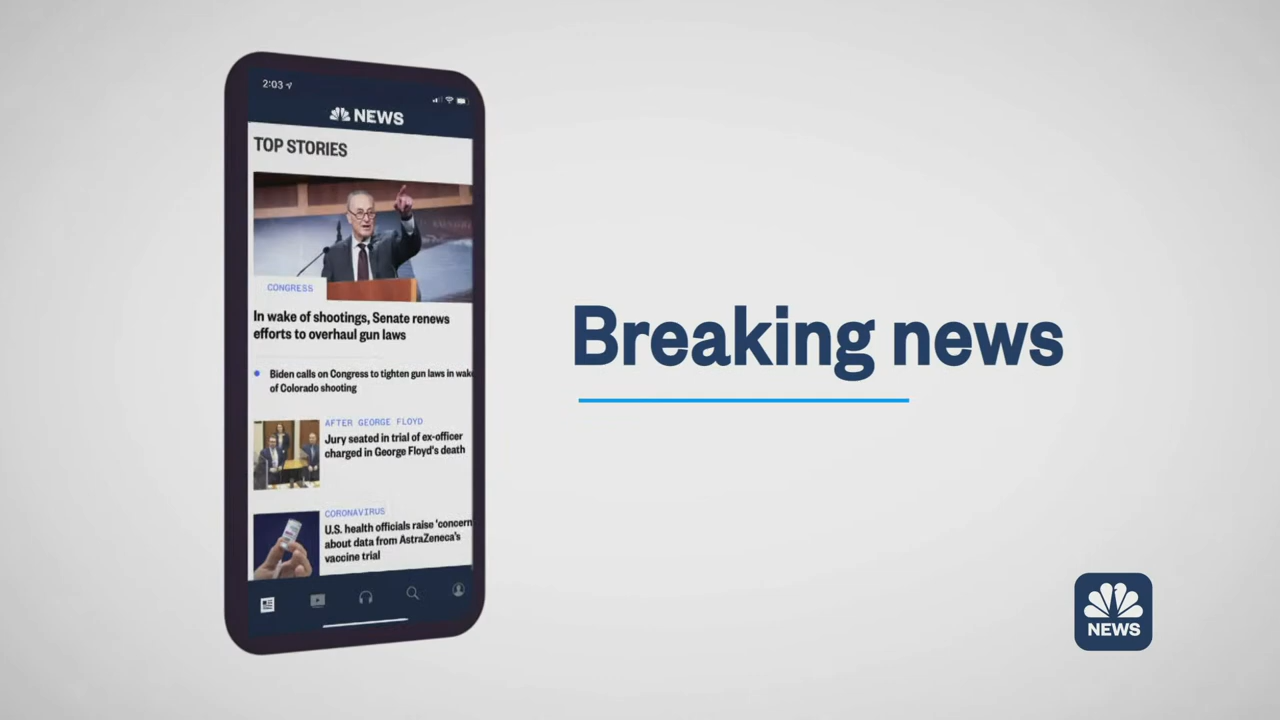 2:03
NEWS
TOP STORIES
CONGRESS
In wake of shootings, Senate renews
efforts to overhaul gun laws
Biden calls on Congress to tighten gun laws in wake
of Colorado shooting
AFTER GEORGE FLOYD
Jury seated in trial of ex-officer
charged in George Floyd's death
CORONAVIRUS
U.S. health officials raise 'concern
about data from AstraZeneca's
vaccine trial
Breaking news
NEWS